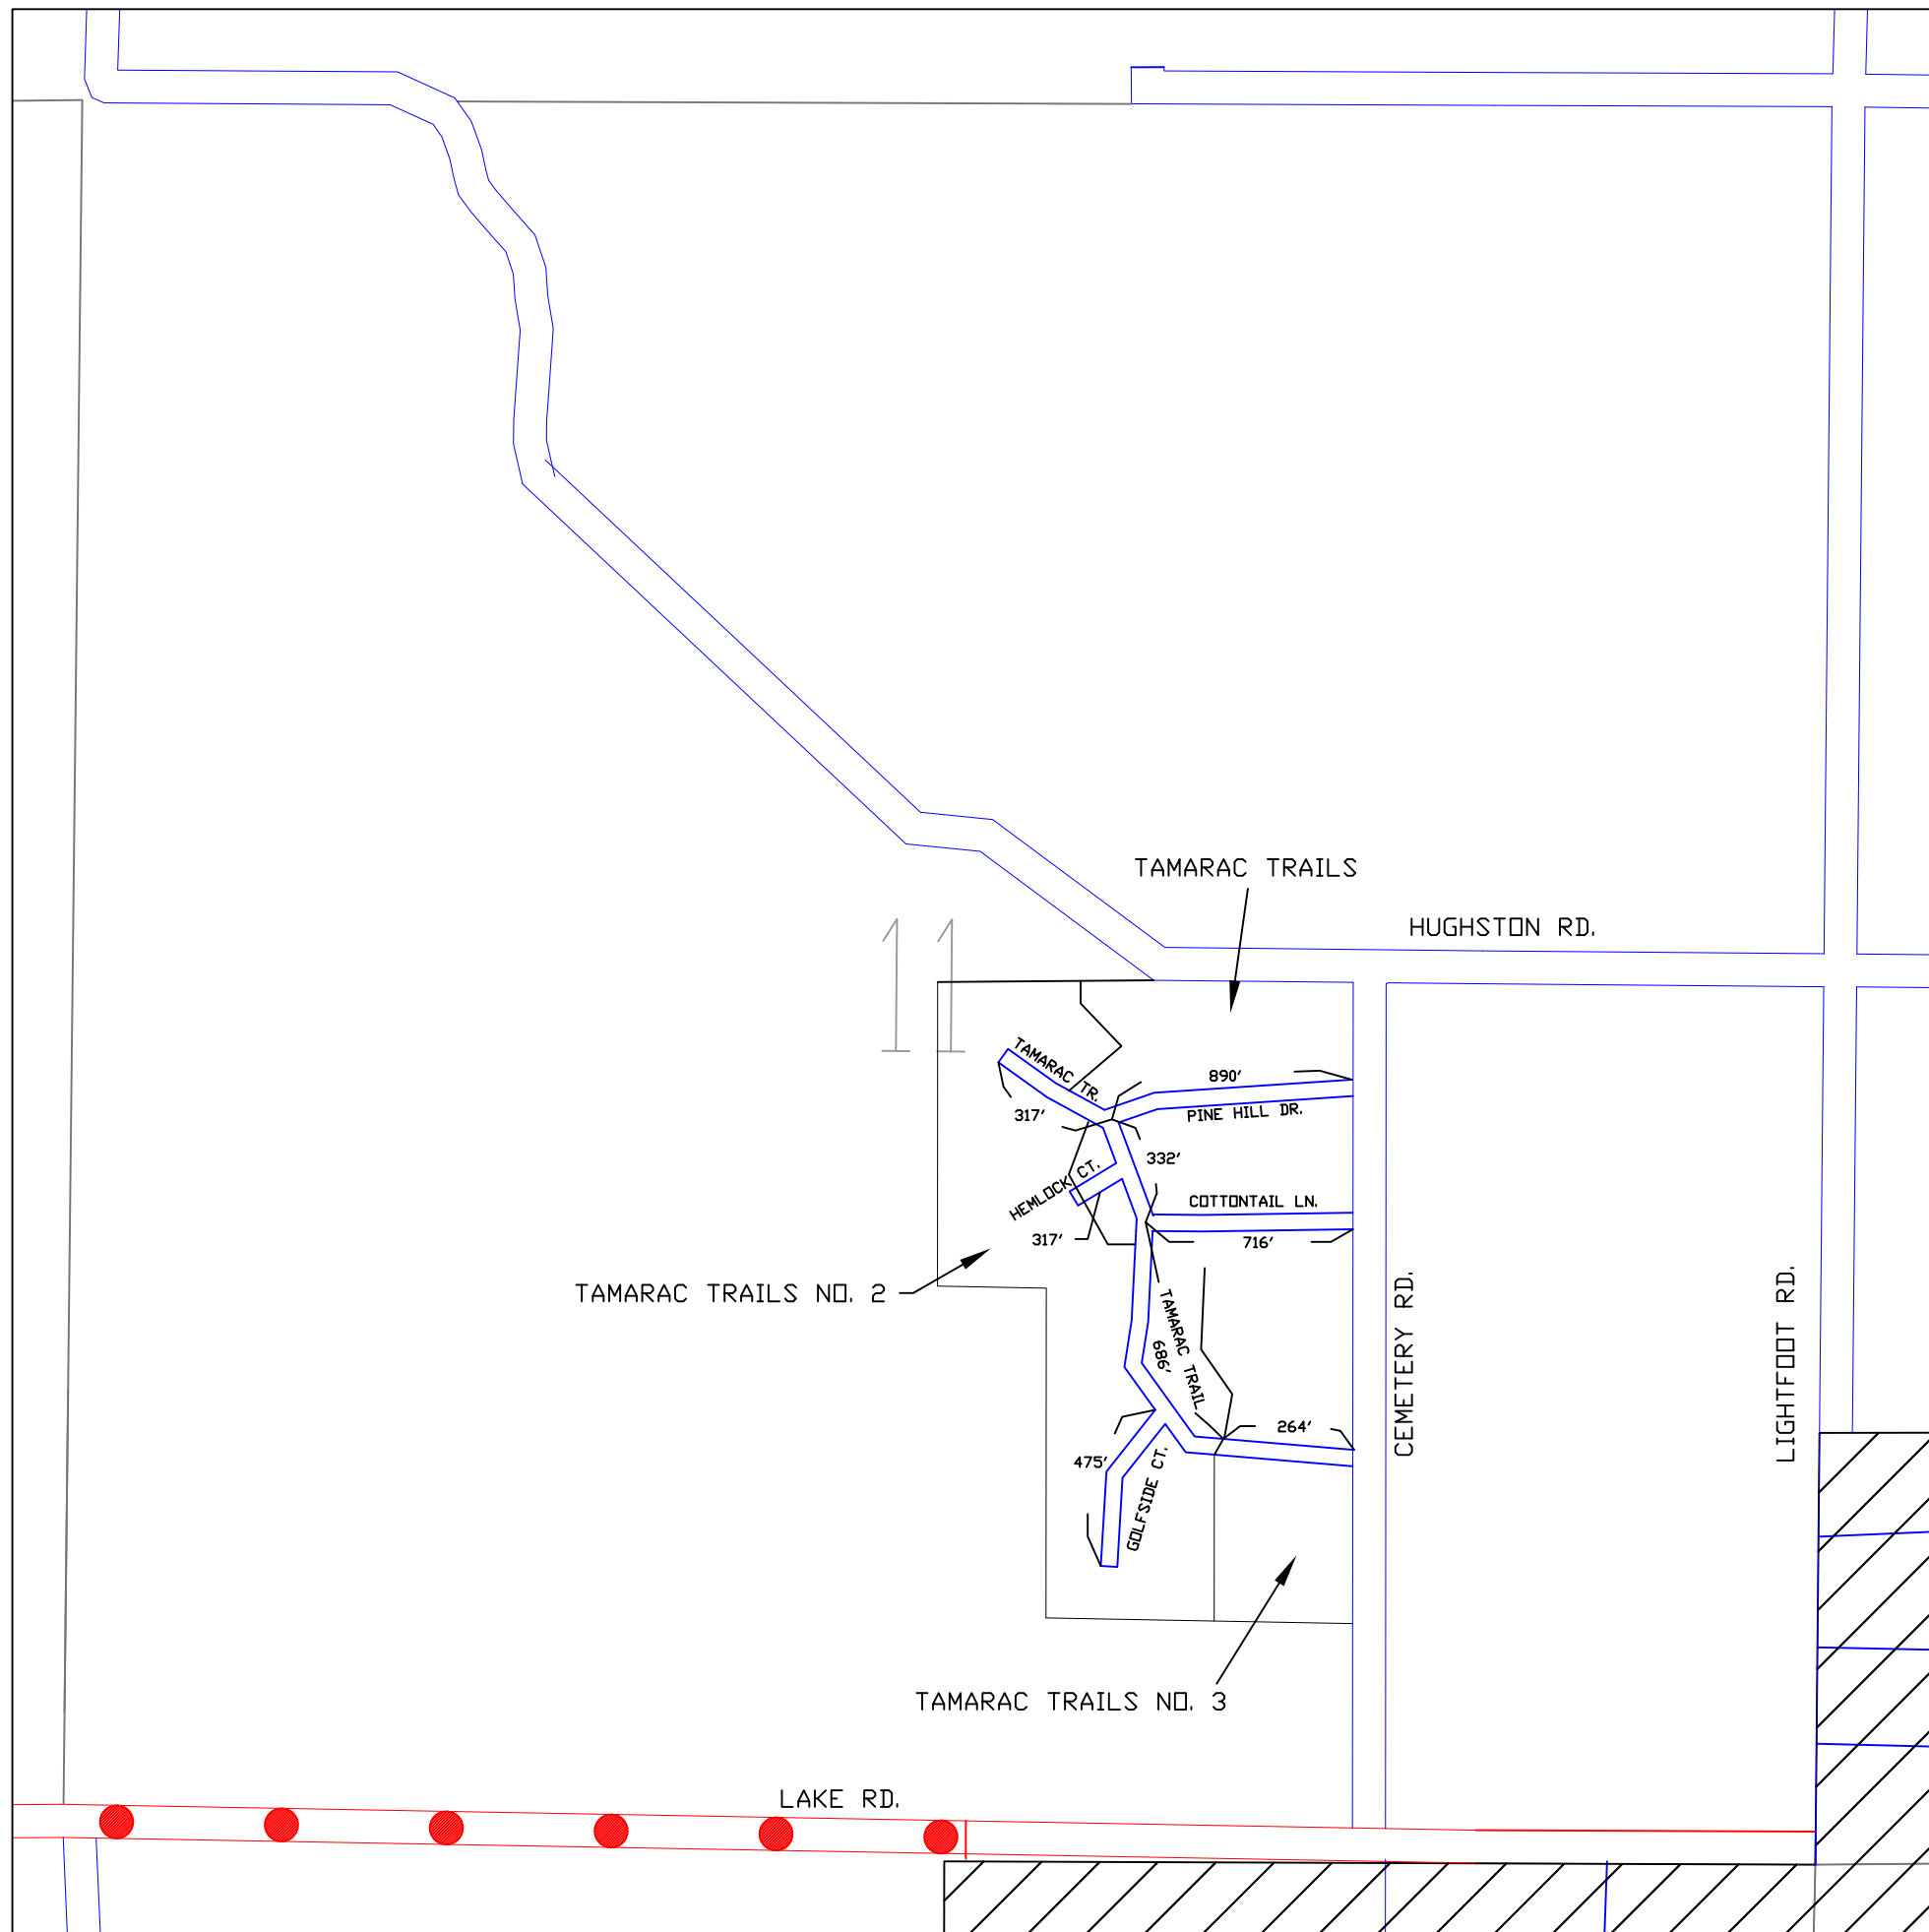 TAMARAC TRAILS
HUGHSTON RD.
11
TAMARAC TR.
890'
317'
PINE HILL DR.
332'
HEMLOCK CT.
COTTONTAIL LN.
317'
716'
TAMARAC TRAILS NO. 2
TAMARAC TRAIL
686'
CEMETERY RD.
LIGHTFOOT RD.
264'
475'
GOLFSIDE CT.
TAMARAC TRAILS NO. 3
LAKE RD.